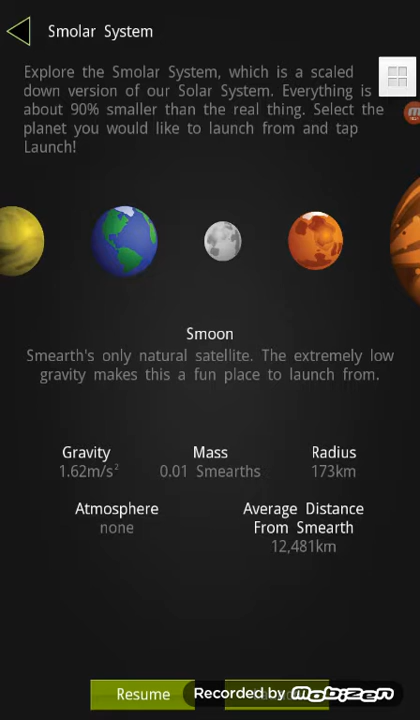 Smolar System
Explore the Smolar System, which is a scaled
down version of our Solar System. Everything is
about 90% smaller than the real thing. Select the
planet you would like to launch from and tap
Launch!
Smoon
Smearth's only natural satellite. The extremely low
gravity makes this a fun place to launch from.
Gravity Mass Radius
1.62m/s² 0.01 Smearths 173km
Atmosphere Average Distance
From Smearth
none
12,481km
Resume Recorded by Mobizen